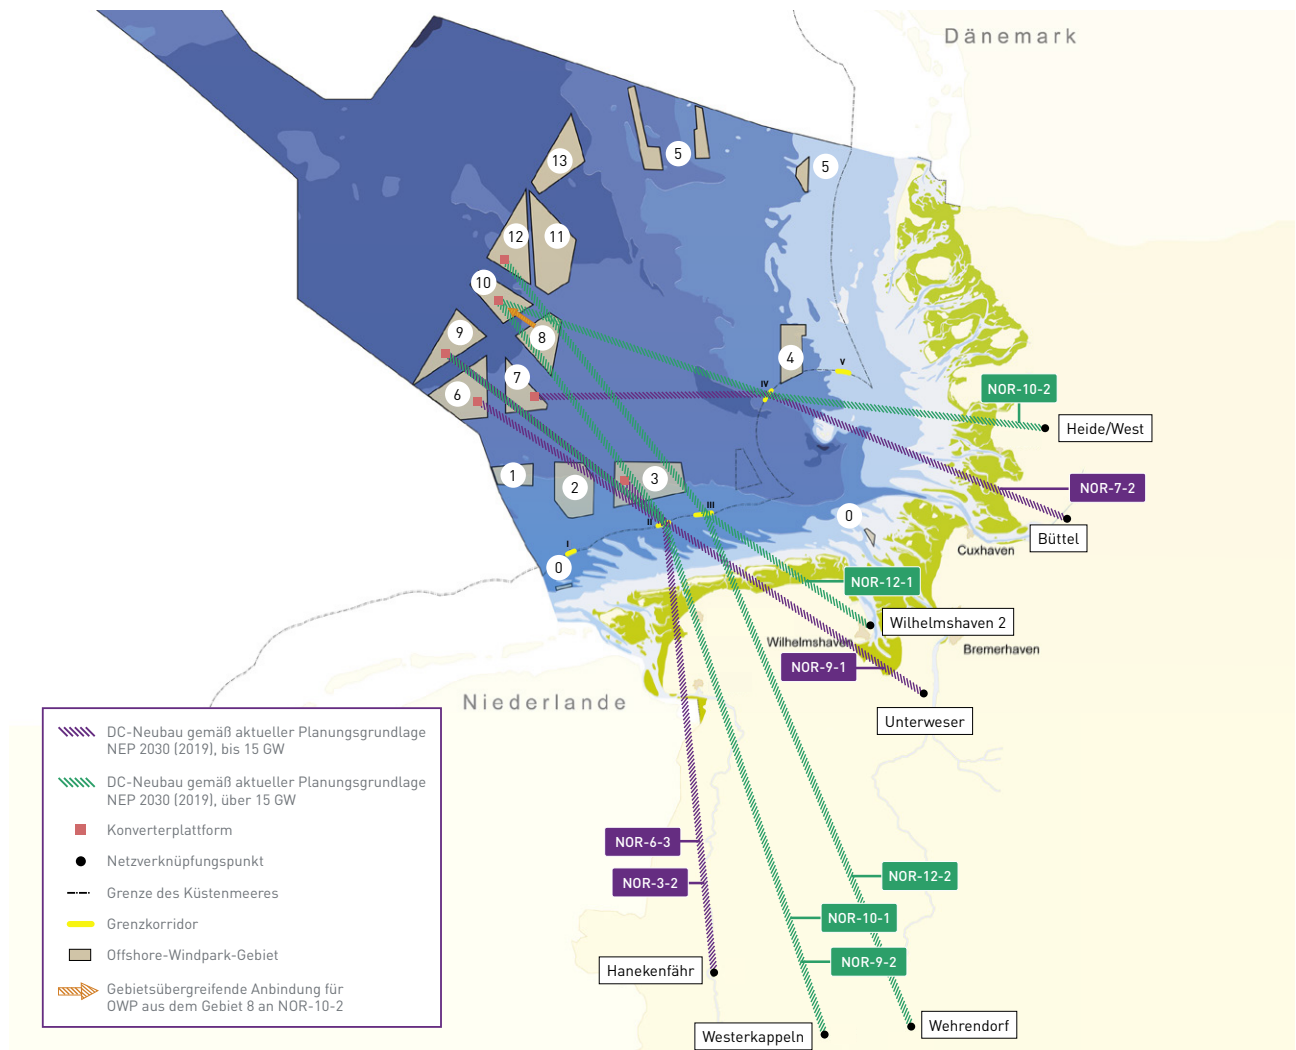 Dänemark
13
5
5
12
11
10
9
8
4
V
7
IV
6
NOR-10-2
Heide/West
1
2
3
NOR-7-2
III
II
0
Büttel
I
Cuxhaven
0
NOR-12-1
Wilhelmshaven 2
Wilhelmshaven
Bremerhaven
NOR-9-1
Niederlande
Unterweser
DC-Neubau gemäß aktueller Planungsgrundlage
NEP 2030 (2019), bis 15 GW
DC-Neubau gemäß aktueller Planungsgrundlage
NEP 2030 (2019), über 15 GW
Konverterplattform
Netzverknüpfungspunkt
Grenze des Küstenmeeres
Grenzkorridor
Offshore-Windpark-Gebiet
Gebietsübergreifende Anbindung für
OWP aus dem Gebiet 8 an NOR-10-2
NOR-6-3
NOR-3-2
NOR-12-2
NOR-10-1
NOR-9-2
Hanekenfähr
Westerkappeln
Wehrendorf